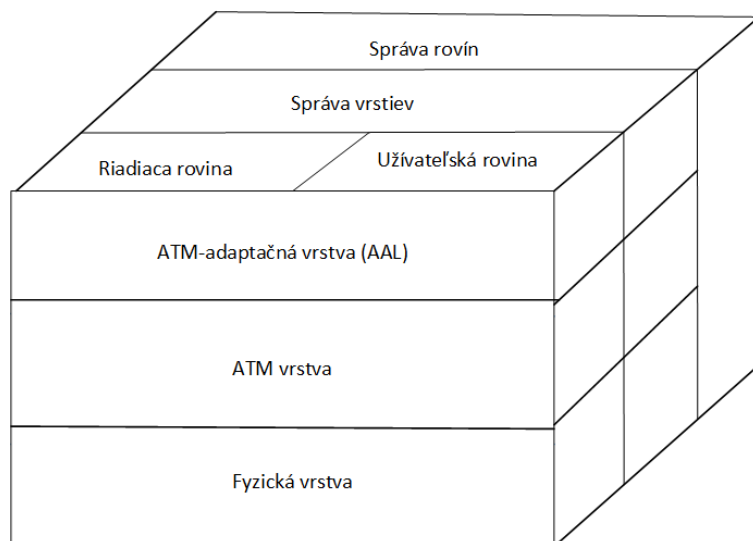 Správa rovín
Správa vrstiev
Riadiaca rovina
Užívateľská rovina
ATM-adaptačná vrstva (AAL)
ATM vrstva
Fyzická vrstva